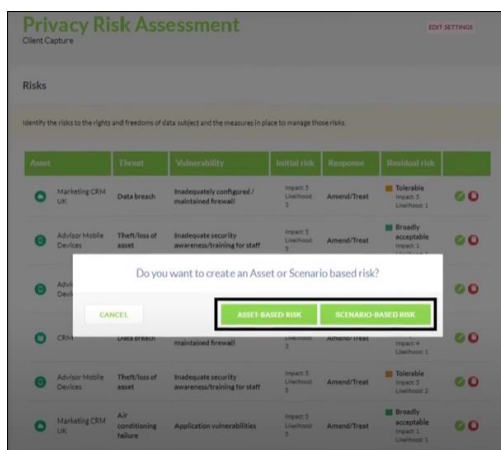 Privacy Risk Assessment
Client Capture
EDIT SETTINGS
Risks
Identify the risks to the rights and freedoms of data subject and the measures in place to manage those risks.
Asset Threat Vulnerability Initial risk Response Residual risk
Marketing CRM UK
Data breach
Inadequately configured / maintained firewall
Impact: 5
Likelihood: 3
Amend/Treat
Tolerable
Impact: 3
Likelihood: 1
Advisor Mobile Devices
Theft/loss of asset
Inadequate security awareness/training for staff
Impact: 5
Likelihood: 3
Amend/Treat
Broadly acceptable
Impact: 1
Do you want to create an Asset or Scenario based risk?
CANCEL
ASSET-BASED RISK
SCENARIO-BASED RISK
CRM
Data breach
maintained firewall
Amend/Treat
Impact: 4
Likelihood: 1
Advisor Mobile Devices
Theft/loss of asset
Inadequate security awareness/training for staff
Impact: 5
Likelihood: 3
Amend/Treat
Tolerable
Impact: 3
Likelihood: 2
Marketing CRM UK
Air conditioning failure
Application vulnerabilities
Impact: 5
Likelihood: 3
Amend/Treat
Broadly acceptable
Impact: 1
Likelihood: 1